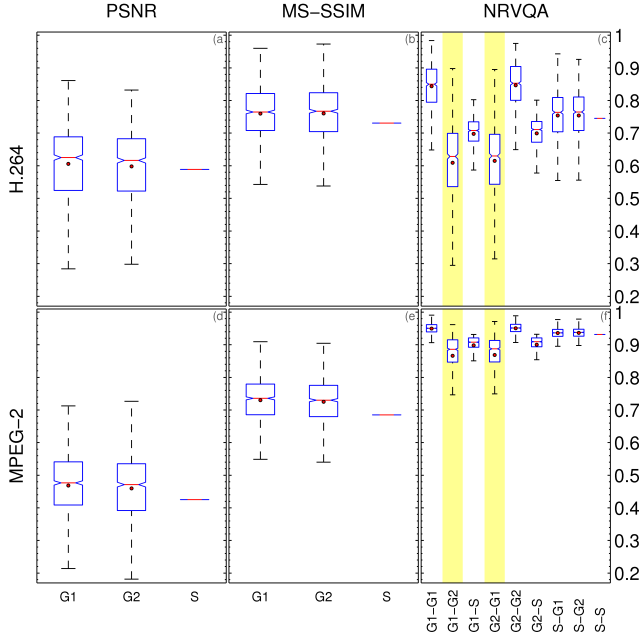 PSNR MS-SSIM NRVQA
(a (b (c
H.264
1
0.9
0.8
0.7
0.6
0.5
0.4
0.3
0.2
(d (e (f
MPEG-2
1
0.9
0.8
0.7
0.6
0.5
0.4
0.3
0.2
G1 G2 S G1 G2 S
G1-G1
G1-G2
G1-S
G2-G1
G2-G2
G2-S
S-G1
S-G2
S-S